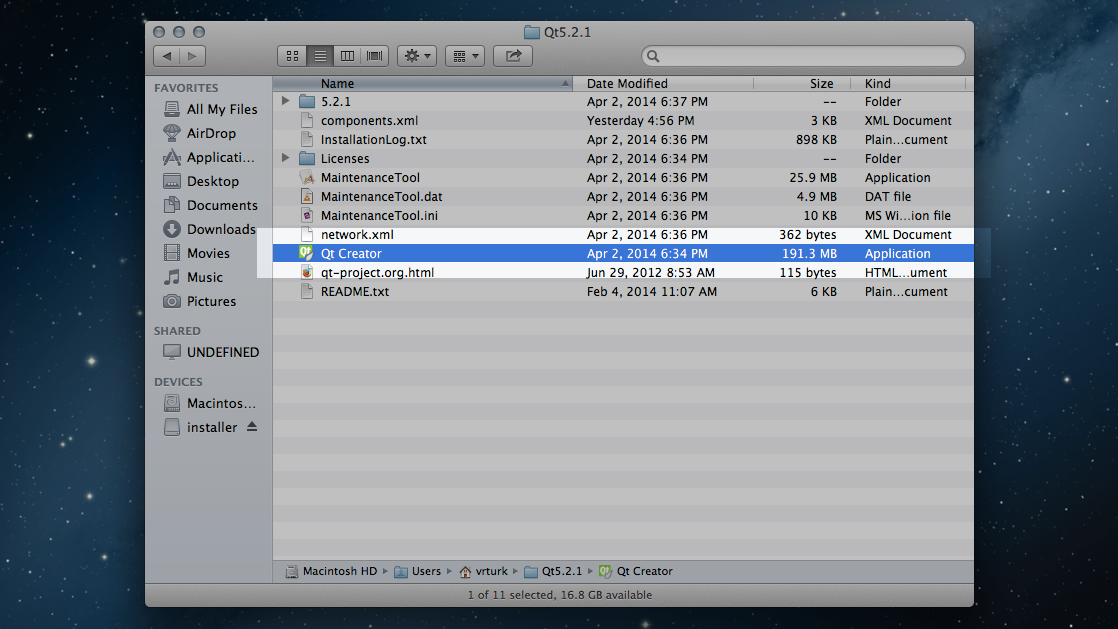 Qt5.2.1
FAVORITES
All My Files
AirDrop
Applicati...
Desktop
Documents
Downloads
Movies
Music
Pictures
SHARED
UNDEFINED
DEVICES
Macintos...
installer
Name Date Modified Size Kind
5.2.1 Apr 2, 2014 6:37 PM -- Folder
components.xml Yesterday 4:56 PM 3 KB XML Document
InstallationLog.txt Apr 2, 2014 6:36 PM 898 KB Plain...cument
Licenses Apr 2, 2014 6:34 PM -- Folder
MaintenanceTool Apr 2, 2014 6:36 PM 25.9 MB Application
MaintenanceTool.dat Apr 2, 2014 6:36 PM 4.9 MB DAT file
MaintenanceTool.ini Apr 2, 2014 6:36 PM 10 KB MS Wi...ion file
network.xml Apr 2, 2014 6:36 PM 362 bytes XML Document
Qt Creator Apr 2, 2014 6:34 PM 191.3 MB Application
qt-project.org.html Jun 29, 2012 8:53 AM 115 bytes HTML...ument
README.txt Feb 4, 2014 11:07 AM 6 KB Plain...cument
Macintosh HD Users vrturk Qt5.2.1 Qt Creator
1 of 11 selected, 16.8 GB available